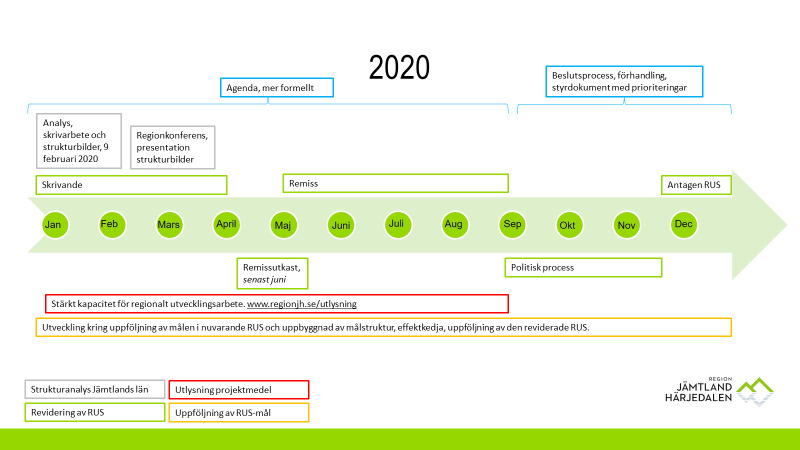 2020
Agenda, mer formellt
Beslutsprocess, förhandling,
styrdokument med prioriteringar
Analys,
skrivarbete och
strukturbilder, 9
februari 2020
Regionkonferens,
presentation
strukturbilder
Skrivande
Remiss
Antagen RUS
Jan Feb Mars April Maj Juni Juli Aug Sep Okt Nov Dec
Remissutkast,
senast juni
Politisk process
Stärkt kapacitet för regionalt utvecklingsarbete. www.regionjh.se/utlysning
Utveckling kring uppföljning av målen i nuvarande RUS och uppbyggnad av målstruktur, effektkedja, uppföljning av den reviderade RUS.
Strukturanalys Jämtlands län
Utlysning projektmedel
Revidering av RUS
Uppföljning av RUS-mål
REGION
JÄMTLAND
HÄRJEDALEN